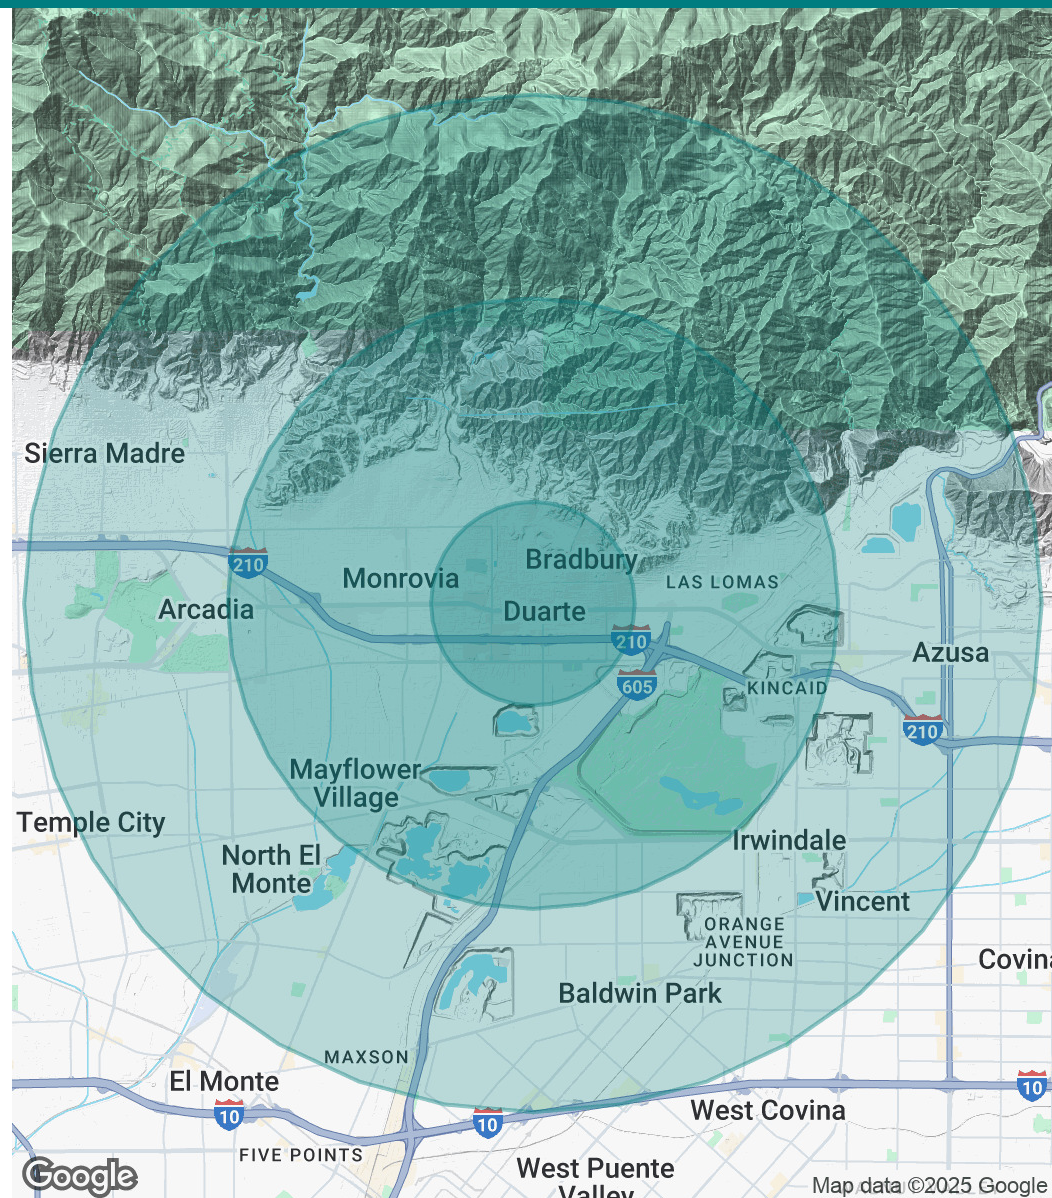 Sierra Madre
210
Bradbury
Monrovia
LAS LOMAS
Arcadia
Duarte
210
Azusa
605
KINCAID
210
Mayflower
Village
Temple City
Irwindale
North El
Monte
Vincent
ORANGE
AVENUE
JUNCTION
Covina
Baldwin Park
MAXSON
El Monte
10
10
10
West Covina
FIVE POINTS
West Puente
Valley
Google
Map data ©2025 Google